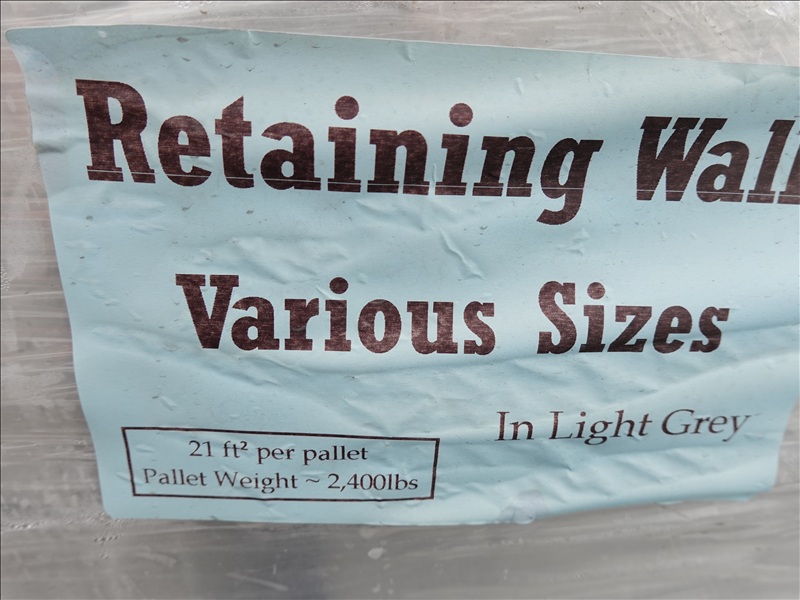 Retaining Wall
Various Sizes
In Light Grey
21 ft² per pallet
Pallet Weight ~ 2,400lbs